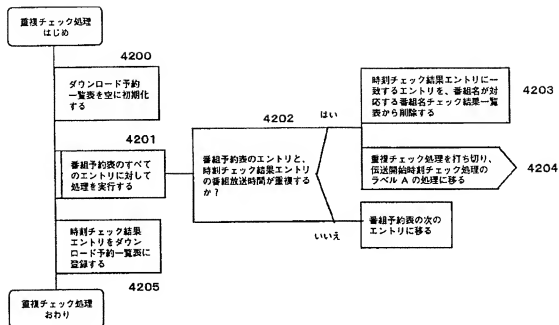 重複チェック処理
はじめ
4200
ダウンロード予約
一覧表を空に初期化
する
4201
番組予約表のすべて
のエントリに対して
処理を実行する
4202
番組予約表のエントリと、
時刻チェック結果エントリ
の番組放送時間が重複する
か?
はい
時刻チェック結果エントリに一
致するエントリを、番組名が対
応する番組名チェック結果一覧
表から削除する
4203
重複チェック処理を打ち切り、
伝送開始時刻チェック処理の
ラベル A の処理に移る
4204
いいえ
番組予約表の次の
エントリに移る
時刻チェック結果
エントリをダウン
ロード予約一覧表に
登録する
4205
重複チェック処理
おわり